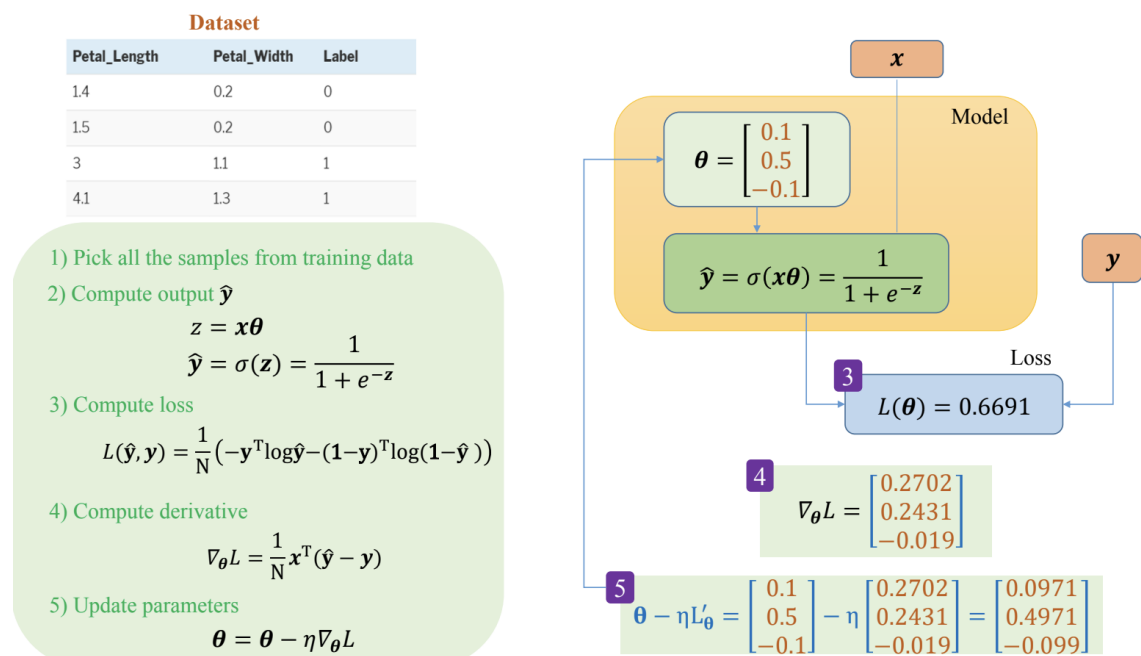 Dataset
Petal_Length Petal_Width Label
1.4 0.2 0
1.5 0.2 0
3 1.1 1
4.1 1.3 1
1) Pick all the samples from training data
2) Compute output ŷ
z = xθ
ŷ = σ(z) = 1 / (1 + e^−z)
3) Compute loss
L(ŷ, y) = 1/N (−yᵀlogŷ−(1−y)ᵀlog(1−ŷ ))
4) Compute derivative
∇θL = 1/N xᵀ(ŷ − y)
5) Update parameters
θ = θ − η∇θL
x
Model
θ = [0.1
0.5
−0.1]
ŷ = σ(xθ) = 1 / (1 + e^−z)
y
Loss
3
L(θ) = 0.6691
4
∇θL = [0.2702
0.2431
−0.019]
5
θ − ηL′θ = [0.1 0.5 −0.1] − η [0.2702 0.2431 −0.019] = [0.0971 0.4971 −0.099]